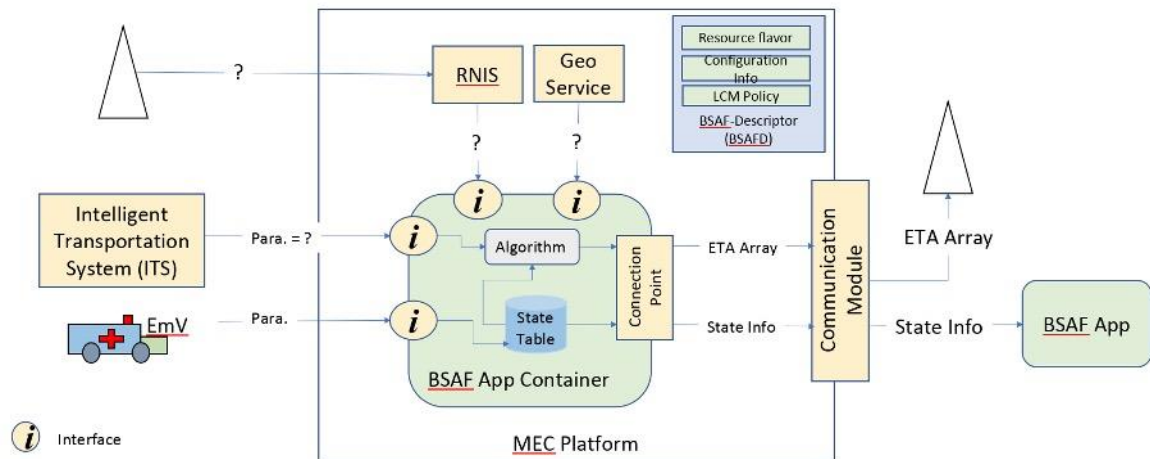 Resource flavor
Configuration
Info
LCM Policy
BSAF-Descriptor
(BSAFD)
?
RNIS
Geo
Service
?
?
i
i
Intelligent
Transportation
System (ITS)
Para. = ?
i
Algorithm
ETA Array
Connection
Point
Communication
Module
ETA Array
EmV
Para.
i
State
Table
State Info
State Info
BSAF App
BSAF App Container
i
Interface
MEC Platform